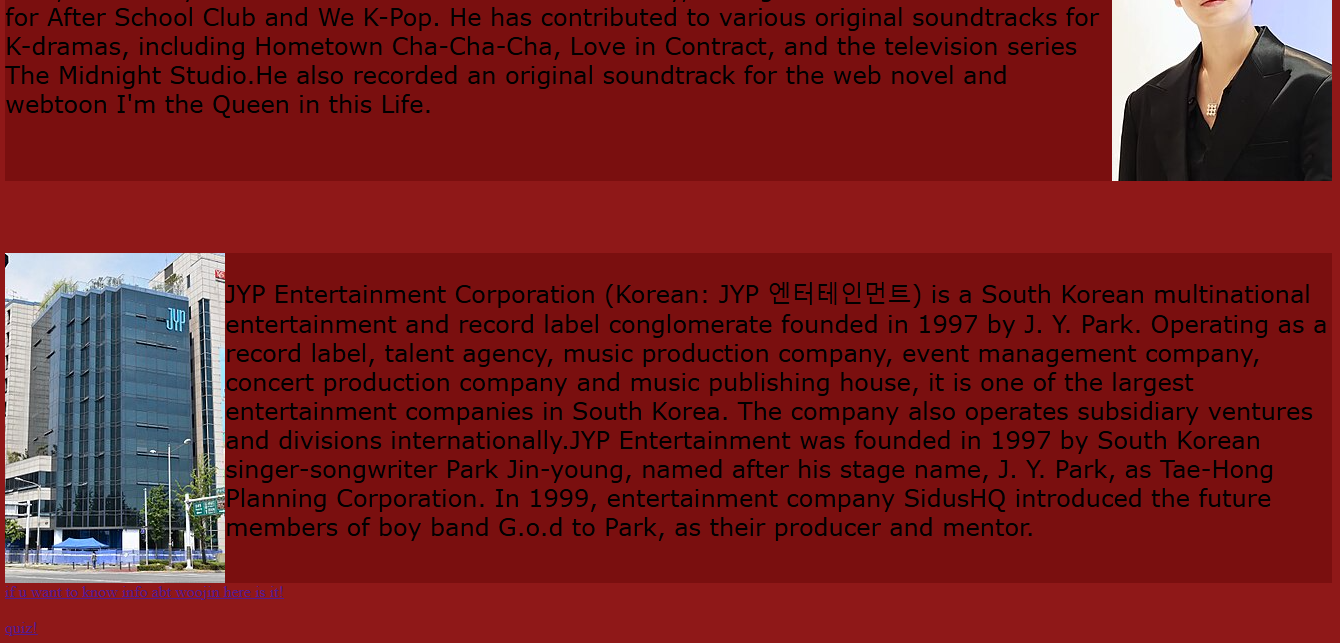 for After School Club and We K-Pop. He has contributed to various original soundtracks for
K-dramas, including Hometown Cha-Cha-Cha, Love in Contract, and the television series
The Midnight Studio.He also recorded an original soundtrack for the web novel and
webtoon I'm the Queen in this Life.
JYP
JYP Entertainment Corporation (Korean: JYP 엔터테인먼트) is a South Korean multinational
entertainment and record label conglomerate founded in 1997 by J. Y. Park. Operating as a
record label, talent agency, music production company, event management company,
concert production company and music publishing house, it is one of the largest
entertainment companies in South Korea. The company also operates subsidiary ventures
and divisions internationally.JYP Entertainment was founded in 1997 by South Korean
singer-songwriter Park Jin-young, named after his stage name, J. Y. Park, as Tae-Hong
Planning Corporation. In 1999, entertainment company SidusHQ introduced the future
members of boy band G.o.d to Park, as their producer and mentor.
if u want to know info abt woojin here is it!
quiz!